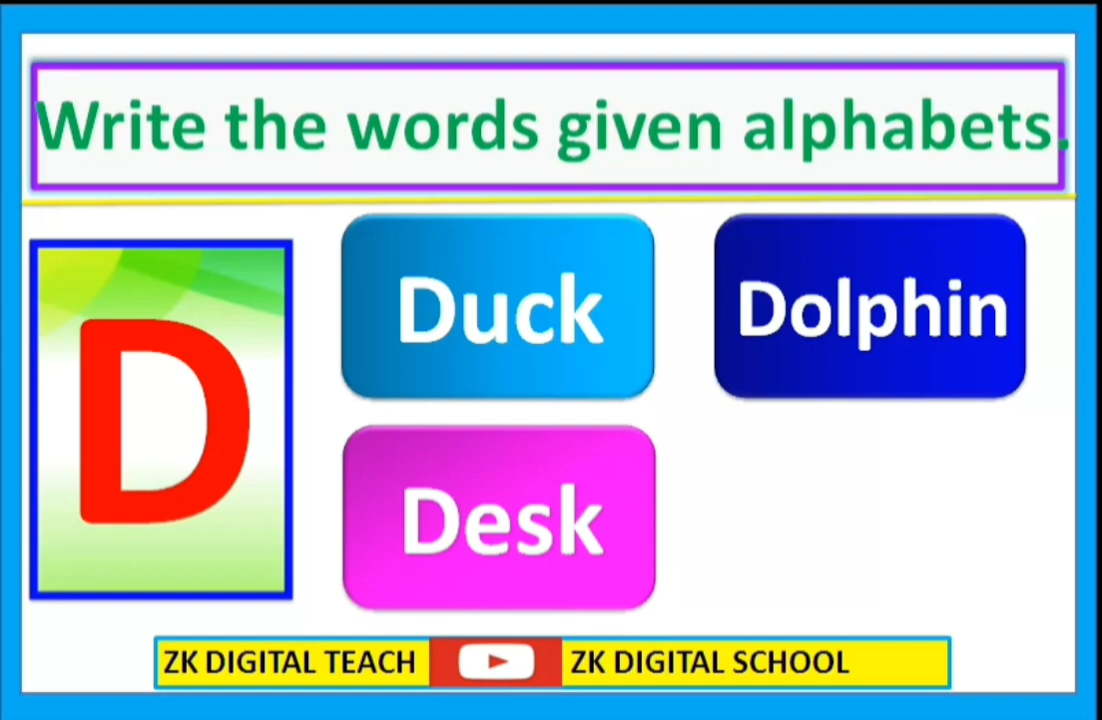 Write the words given alphabets.
D
Duck
Dolphin
Desk
ZK DIGITAL TEACH
ZK DIGITAL SCHOOL